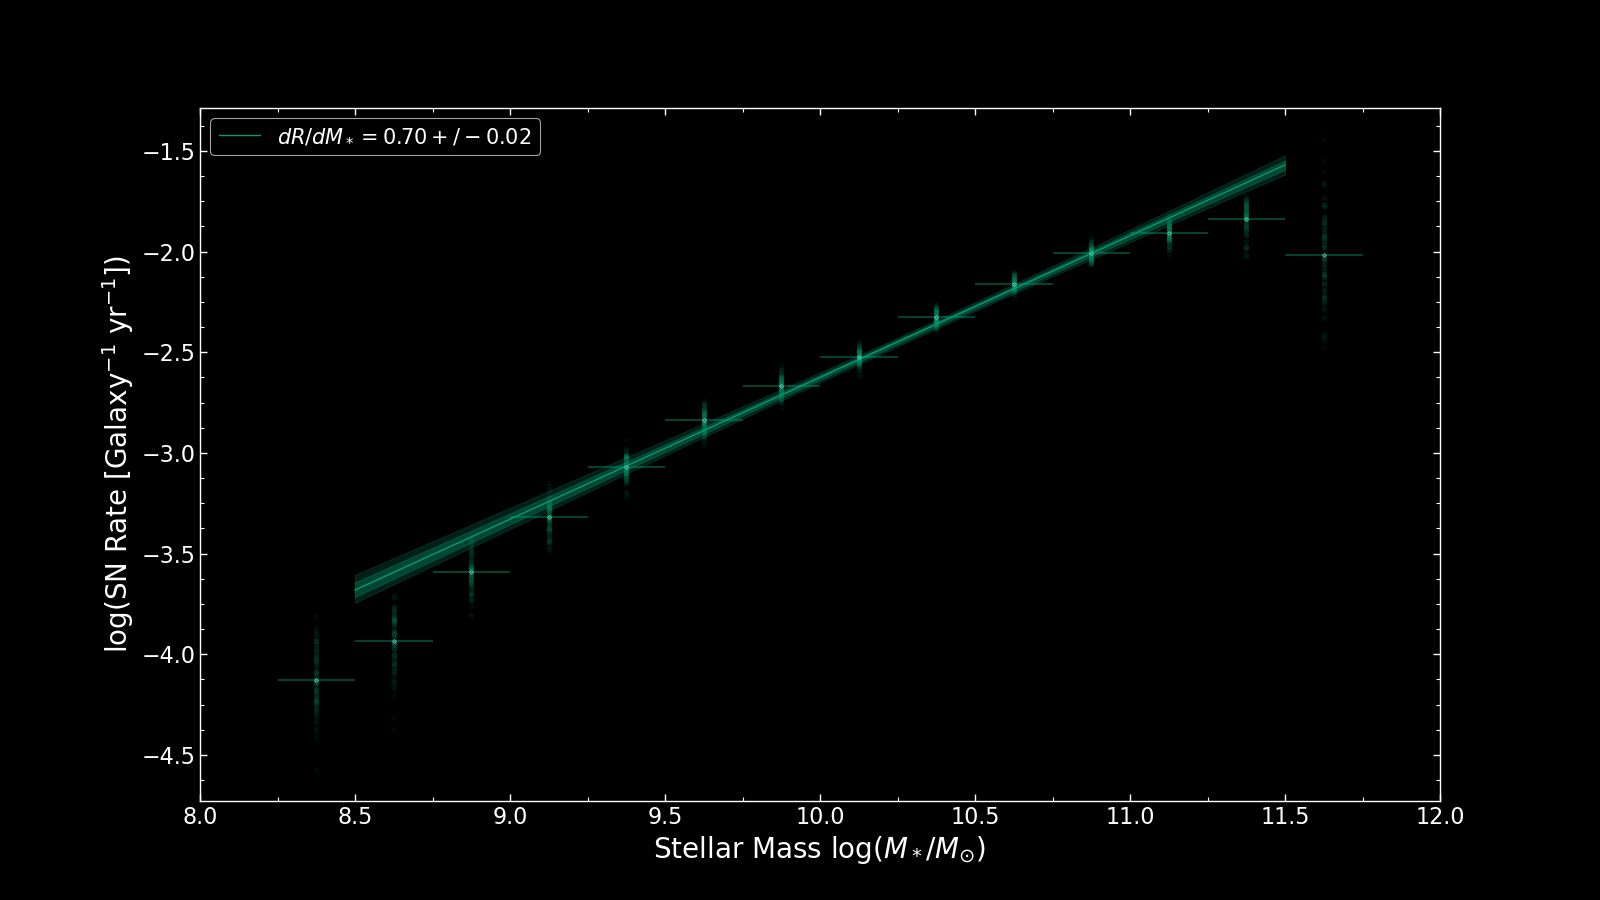 dR/dM* = 0.70 + / − 0.02
−1.5
−2.0
−2.5
−3.0
−3.5
−4.0
−4.5
log(SN Rate [Galaxy⁻¹ yr⁻¹])
8.0 8.5 9.0 9.5 10.0 10.5 11.0 11.5 12.0
Stellar Mass log(M*/M⊙)